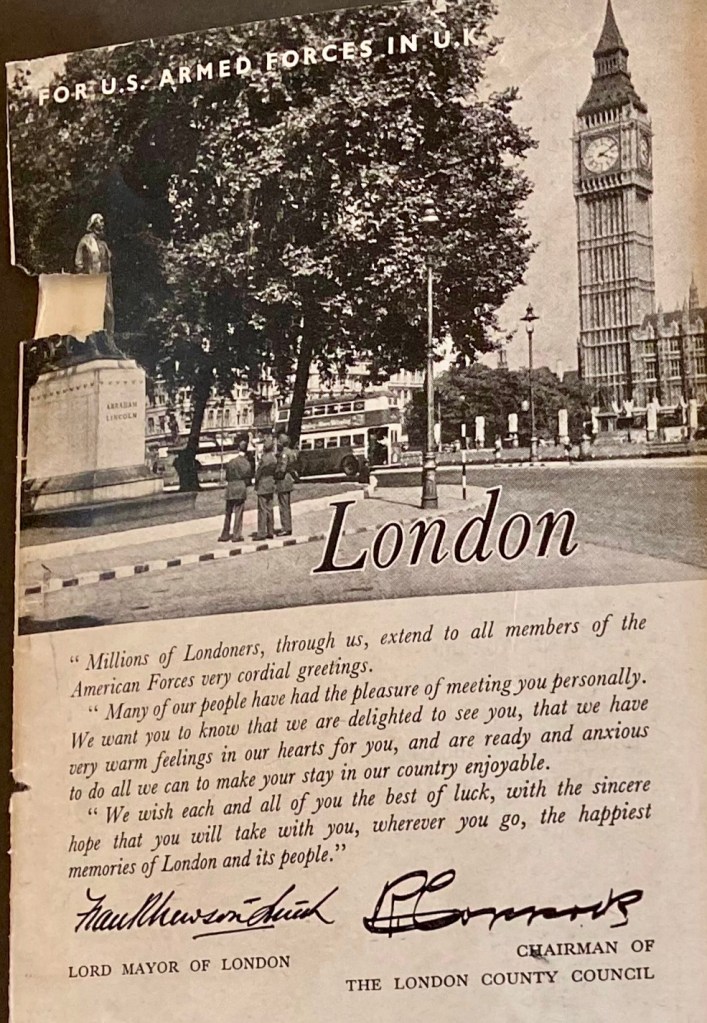 FOR U.S. ARMED FORCES IN U.K
ABRAHAM
LINCOLN
London
“ Millions of Londoners, through us, extend to all members of the
American Forces very cordial greetings.
“ Many of our people have had the pleasure of meeting you personally.
We want you to know that we are delighted to see you, that we have
very warm feelings in our hearts for you, and are ready and anxious
to do all we can to make your stay in our country enjoyable.
“ We wish each and all of you the best of luck, with the sincere
hope that you will take with you, wherever you go, the happiest
memories of London and its people.”
LORD MAYOR OF LONDON
CHAIRMAN OF
THE LONDON COUNTY COUNCIL